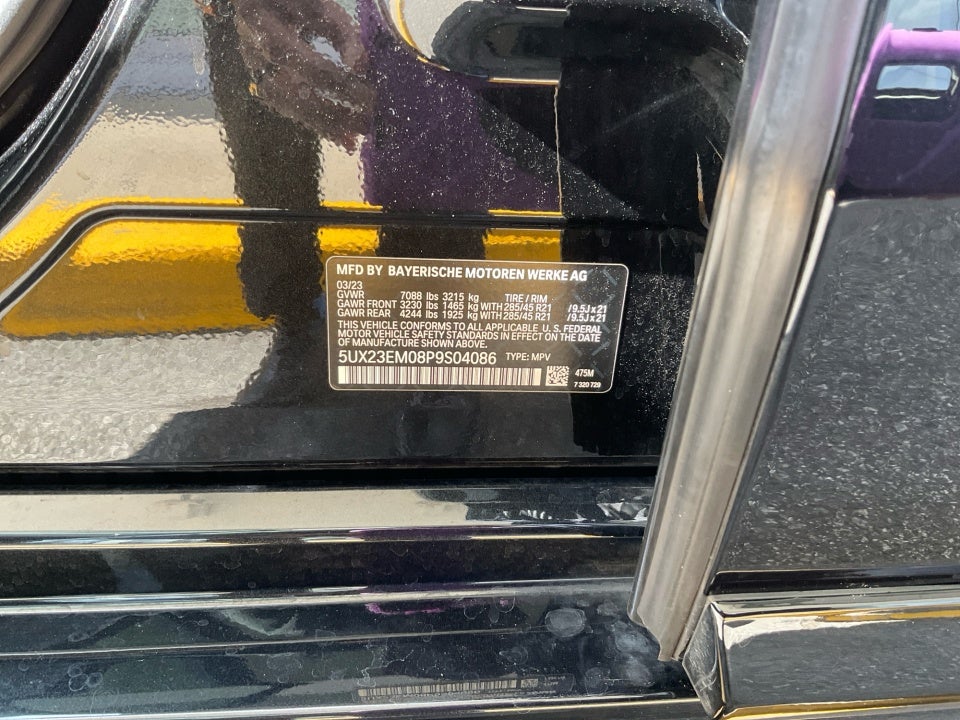 MFD BY BAYERISCHE MOTOREN WERKE AG
03/23
GVWR 7088 lbs 3215 kg TIRE / RIM
GAWR FRONT 3230 lbs 1465 kg WITH 285/45 R21 /9.5J x 21
GAWR REAR 4244 lbs 1925 kg WITH 285/45 R21 /9.5J x 21
THIS VEHICLE CONFORMS TO ALL APPLICABLE U. S. FEDERAL
MOTOR VEHICLE SAFETY STANDARDS IN EFFECT ON THE DATE
OF MANUFACTURE SHOWN ABOVE.
5UX23EM08P9S04086 TYPE: MPV
475M
7 320 729